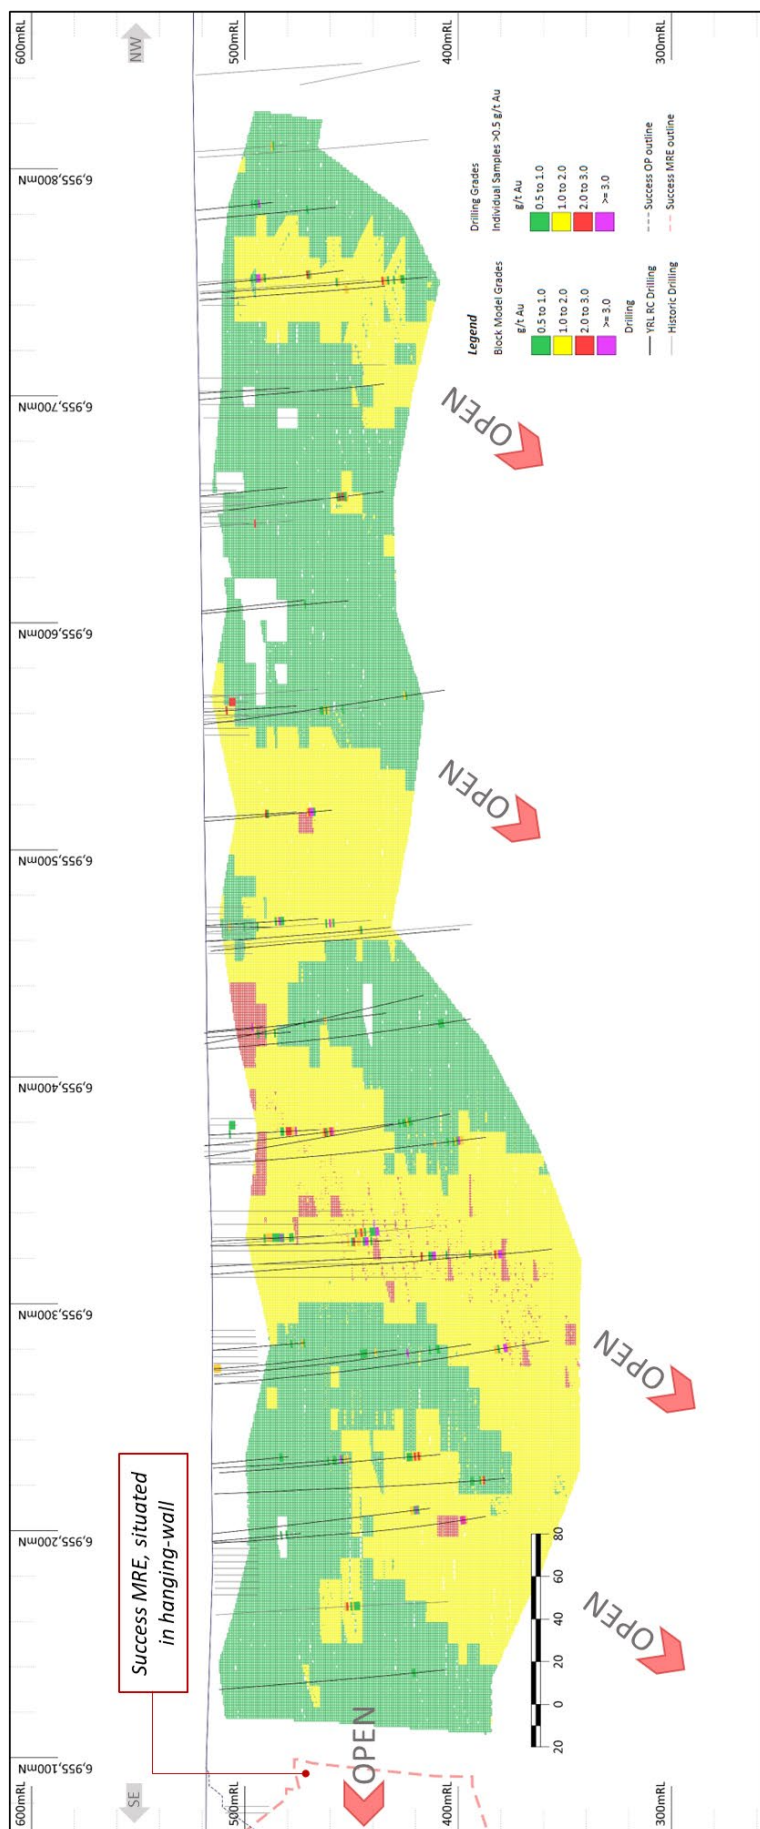 600mRL
500mRL
400mRL
300mRL
NW
6,955,800mN
6,955,700mN
6,955,600mN
6,955,500mN
6,955,400mN
6,955,300mN
6,955,200mN
6,955,100mN
Legend
Block Model Grades
g/t Au
0.5 to 1.0
1.0 to 2.0
2.0 to 3.0
>= 3.0
Drilling
YRL RC Drilling
Historic Drilling
Drilling Grades
Individual Samples >0.5 g/t Au
g/t Au
0.5 to 1.0
1.0 to 2.0
2.0 to 3.0
>= 3.0
Success OP outline
Success MRE outline
OPEN
OPEN
OPEN
OPEN
OPEN
Success MRE, situated
in hanging-wall
20 0 20 40 60 80
SE
600mRL
500mRL
400mRL
300mRL